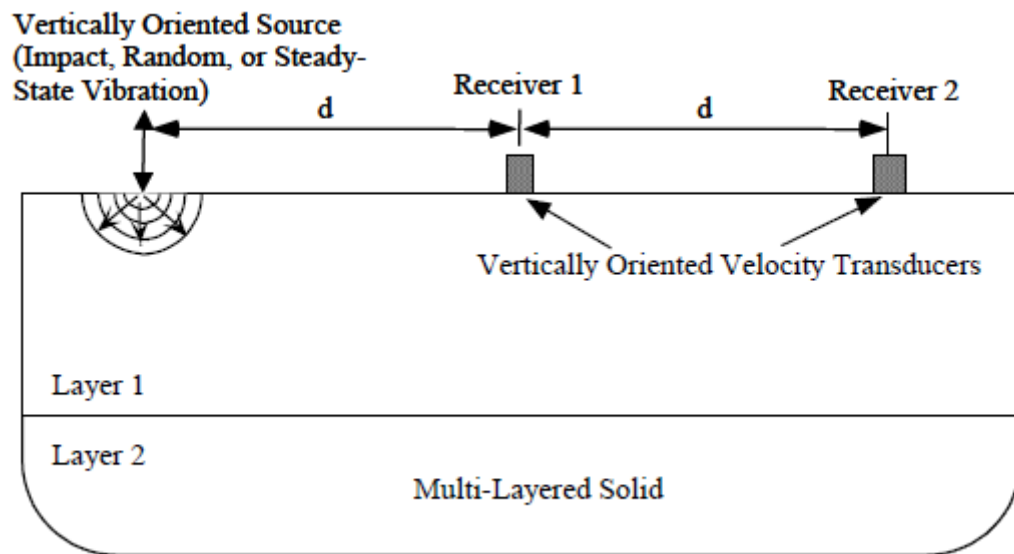 Vertically Oriented Source
(Impact, Random, or Steady-
State Vibration)
Receiver 1
Receiver 2
d
d
Vertically Oriented Velocity Transducers
Layer 1
Layer 2
Multi-Layered Solid